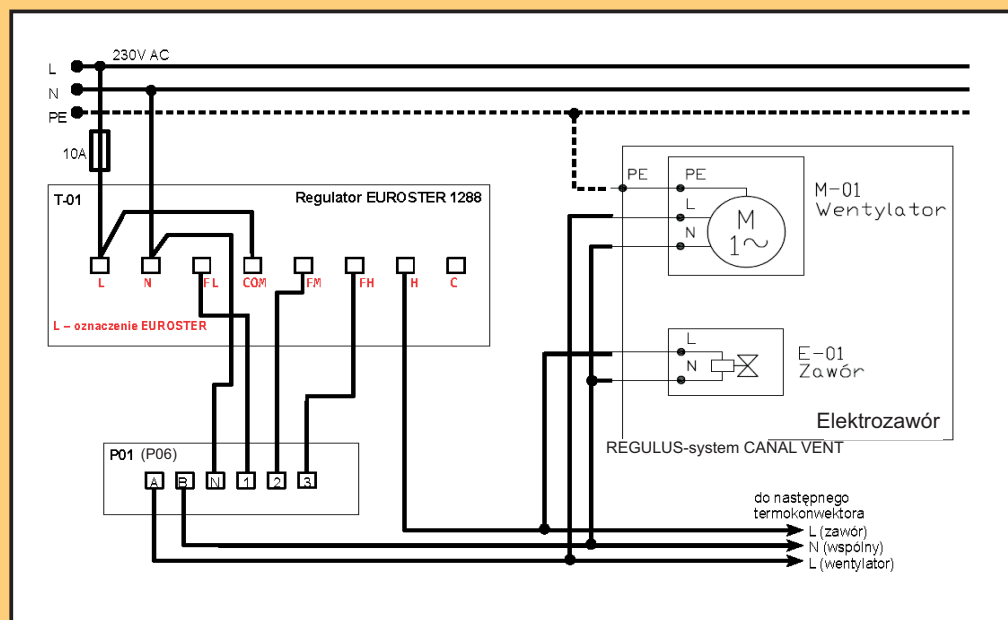 230V AC
L
N
PE
10A
T-01
Regulator EUROSTER 1288
L N FL COM FM FH H C
L – oznaczenie EUROSTER
PE PE
L
N
M
1~
M-01
Wentylator
L
N
E-01
Zawór
Elektrozawór
REGULUS-system CANAL VENT
P01 (P06)
A B N 1 2 3
do następnego
termokonwektora
L (zawór)
N (wspólny)
L (wentylator)